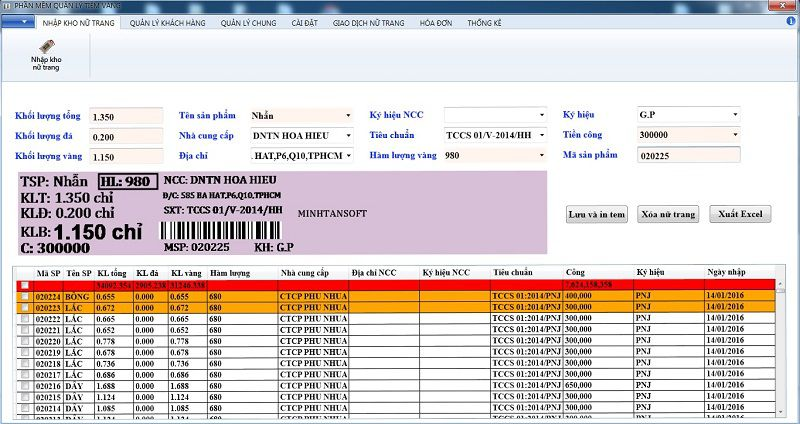 PHẦN MỀM QUẢN LÝ TIỆM VÀNG
NHẬP KHO NỮ TRANG QUẢN LÝ KHÁCH HÀNG QUẢN LÝ CHUNG CÀI ĐẶT GIAO DỊCH NỮ TRANG HÓA ĐƠN THỐNG KÊ
Nhập kho
nữ trang
Khối lượng tổng 1.350 Tên sản phẩm Nhẫn Ký hiệu NCC Ký hiệu G.P
Khối lượng đá 0.200 Nhà cung cấp DNTN HOA HIEU Tiêu chuẩn TCCS 01/V-2014/HH Tiền công 300000
Khối lượng vàng 1.150 Địa chỉ HAT,P6,Q10,TPHCM Hàm lượng vàng 980 Mã sản phẩm 020225
TSP: Nhẫn HL: 980 NCC: DNTN HOA HIEU
KLT: 1.350 chỉ Đ/C: 585 BA HAT,P6,Q10,TPHCM
KLĐ: 0.200 chỉ SXT: TCCS 01/V-2014/HH MINHTANSOFT
KLB: 1.150 chỉ
C: 300000 MSP: 020225 KH: G.P
Lưu và in tem Xóa nữ trang Xuất Excel
Mã SP Tên SP KL tổng KL đá KL vàng Hàm lượng Nhà cung cấp Địa chỉ NCC Ký hiệu NCC Tiêu chuẩn Công Ký hiệu Ngày nhập
34092.354 2905.238 31246.338 7,624,158,358
020224 BÔNG 0.655 0.000 0.655 680 CTCP PHU NHUA TCCS 01:2014/PNJ 400,000 PNJ 14/01/2016
020223 LẮC 0.672 0.000 0.672 680 CTCP PHU NHUA TCCS 01:2014/PNJ 300,000 PNJ 14/01/2016
020222 LẮC 0.665 0.000 0.665 680 CTCP PHU NHUA TCCS 01:2014/PNJ 300,000 PNJ 14/01/2016
020221 LẮC 0.652 0.000 0.652 680 CTCP PHU NHUA TCCS 01:2014/PNJ 300,000 PNJ 14/01/2016
020220 LẮC 0.778 0.000 0.778 680 CTCP PHU NHUA TCCS 01:2014/PNJ 300,000 PNJ 14/01/2016
020219 LẮC 0.678 0.000 0.678 680 CTCP PHU NHUA TCCS 01:2014/PNJ 300,000 PNJ 14/01/2016
020218 LẮC 0.736 0.000 0.736 680 CTCP PHU NHUA TCCS 01:2014/PNJ 300,000 PNJ 14/01/2016
020217 LẮC 0.686 0.000 0.686 680 CTCP PHU NHUA TCCS 01:2014/PNJ 300,000 PNJ 14/01/2016
020216 DÂY 1.688 0.000 1.688 680 CTCP PHU NHUA TCCS 01:2014/PNJ 650,000 PNJ 14/01/2016
020215 DÂY 1.124 0.000 1.124 680 CTCP PHU NHUA TCCS 01:2014/PNJ 300,000 PNJ 14/01/2016
020214 DÂY 1.085 0.000 1.085 680 CTCP PHU NHUA TCCS 01:2014/PNJ 300,000 PNJ 14/01/2016